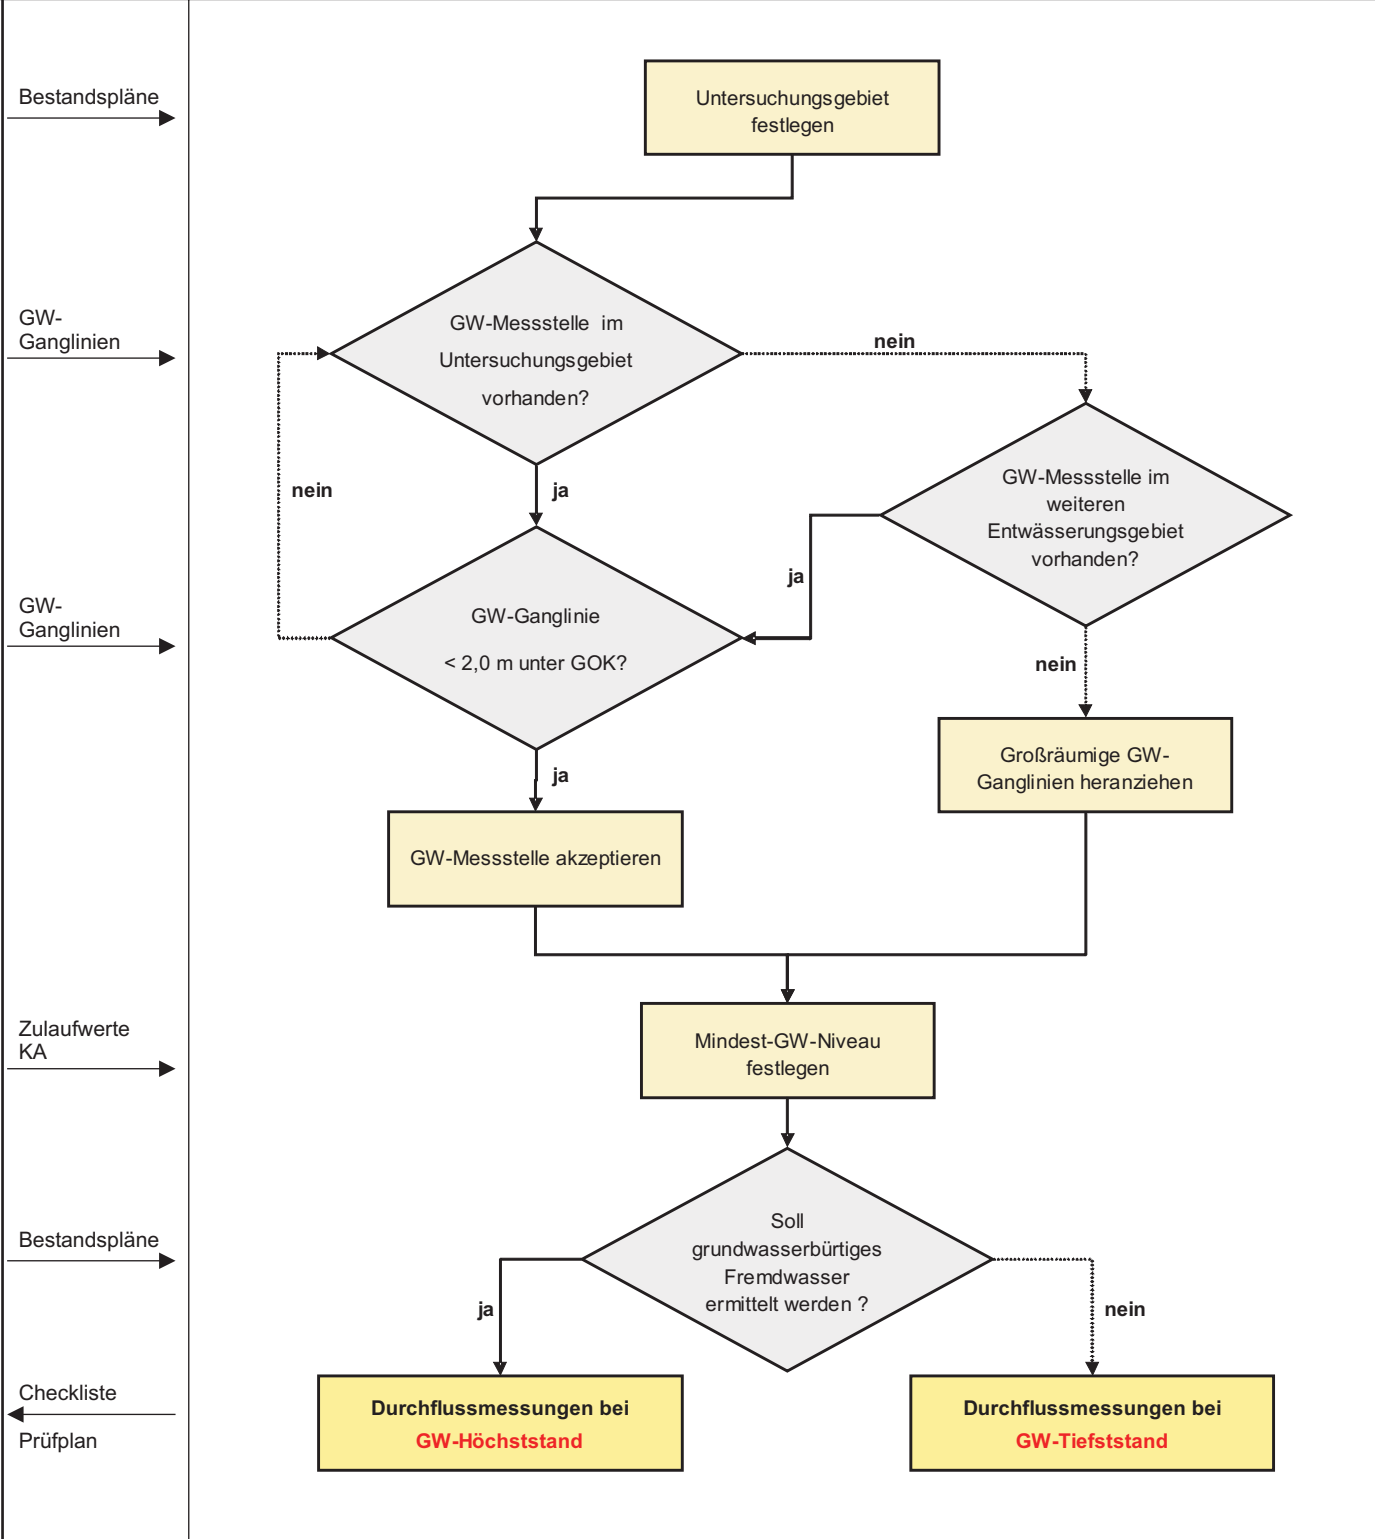 Bestandspläne
Untersuchungsgebiet
festlegen
GW-
Ganglinien
GW-Messstelle im
Untersuchungsgebiet
vorhanden?
nein
GW-Messstelle im
weiteren
Entwässerungsgebiet
vorhanden?
nein
ja
ja
GW-
Ganglinien
GW-Ganglinie
< 2,0 m unter GOK?
nein
ja
Großräumige GW-
Ganglinien heranziehen
GW-Messstelle akzeptieren
Zulaufwerte
KA
Mindest-GW-Niveau
festlegen
Bestandspläne
Soll
grundwasserbürtiges
Fremdwasser
ermittelt werden ?
ja
nein
Checkliste
Prüfplan
Durchflussmessungen bei
GW-Höchststand
Durchflussmessungen bei
GW-Tiefststand